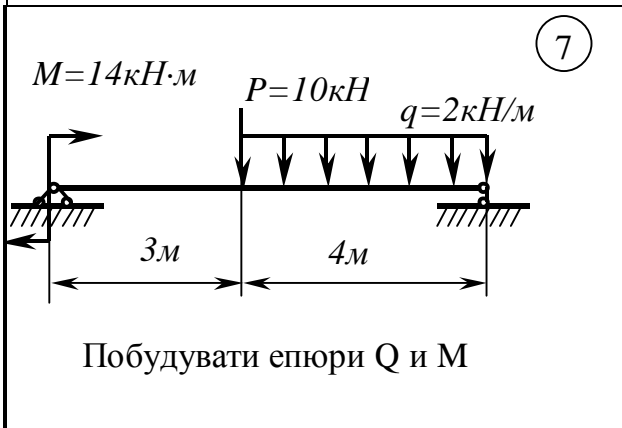 7
M=14кН·м
P=10кН
q=2кН/м
3м
4м
Побудувати епюри Q и M